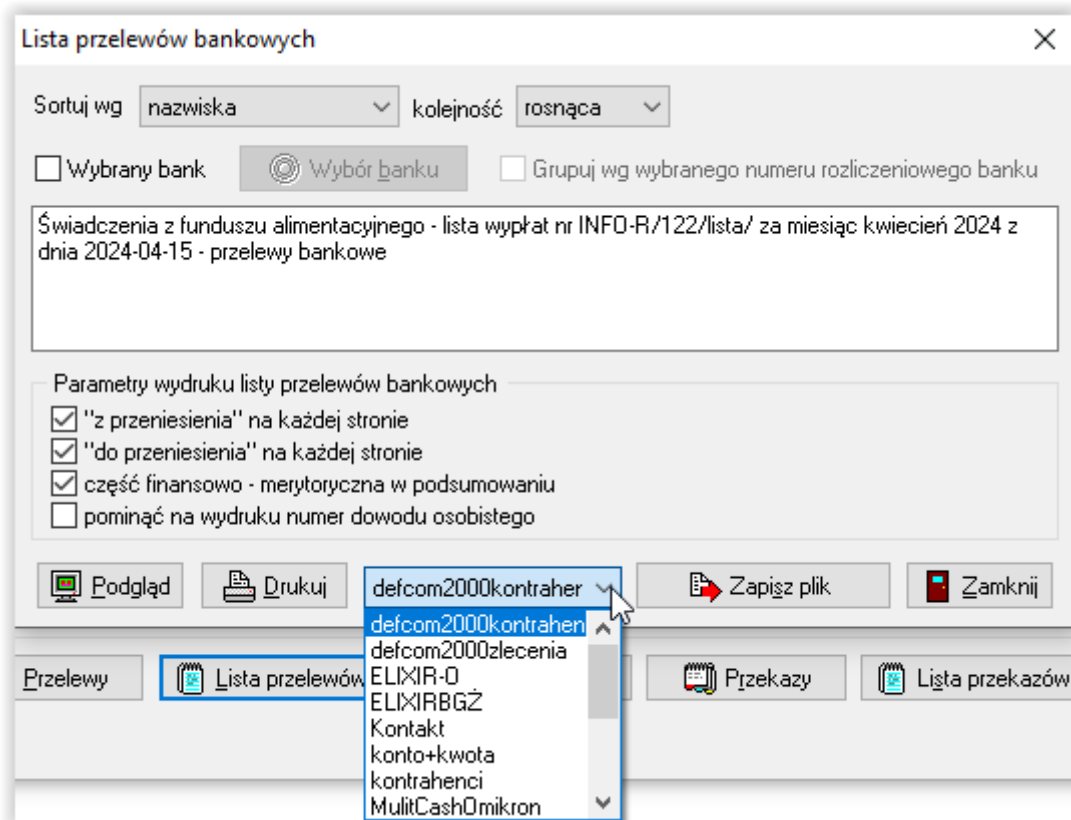 Lista przelewów bankowych
Sortuj wg nazwiska kolejność rosnąca
Wybrany bank Wybór banku Grupuj wg wybranego numeru rozliczeniowego banku
Świadczenia z funduszu alimentacyjnego - lista wypłat nr INFO-R/122/lista/ za miesiąc kwiecień 2024 z
dnia 2024-04-15 - przelewy bankowe
Parametry wydruku listy przelewów bankowych
"z przeniesienia" na każdej stronie
"do przeniesienia" na każdej stronie
część finansowo - merytoryczna w podsumowaniu
pominąć na wydruku numer dowodu osobistego
Podgląd Drukuj defcom2000kontraher Zapisz plik Zamknij
defcom2000kontrahen
defcom2000zlecenia
Przelewy Lista przelewów Przekazy Lista przekazów
ELIXIR-O
ELIXIRBGŻ
Kontakt
konto+kwota
kontrahenci
MulitCashOmikron